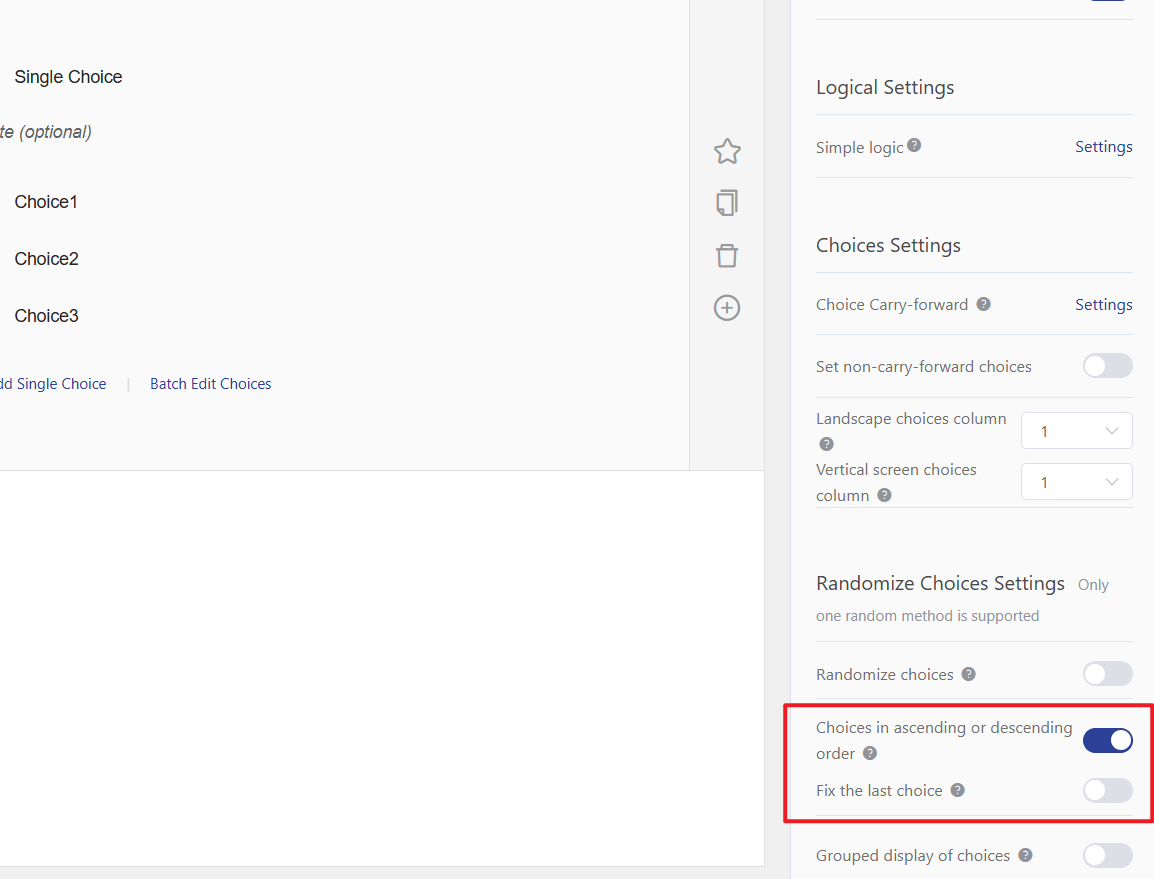 Single Choice
te (optional)
Choice1
Choice2
Choice3
dd Single Choice | Batch Edit Choices
Logical Settings
Simple logic ? Settings
Choices Settings
Choice Carry-forward ? Settings
Set non-carry-forward choices
Landscape choices column
?
1
Vertical screen choices
column ?
1
Randomize Choices Settings Only
one random method is supported
Randomize choices ?
Choices in ascending or descending
order ?
Fix the last choice ?
Grouped display of choices ?